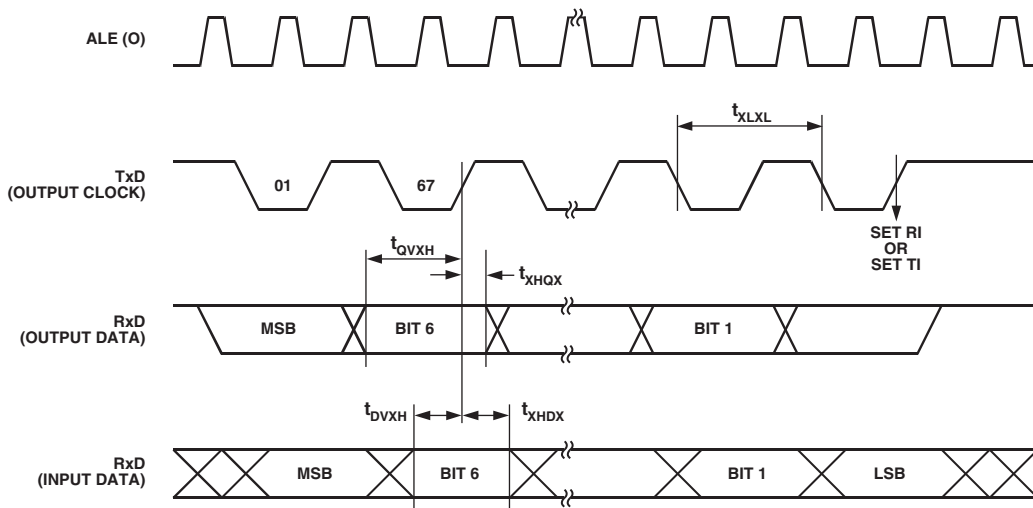 ALE (O)
tXLXL
TxD
(OUTPUT CLOCK)
01
67
SET RI
OR
SET TI
tQVXH
tXHQX
RxD
(OUTPUT DATA)
MSB
BIT 6
BIT 1
tDVXH
tXHDX
RxD
(INPUT DATA)
MSB
BIT 6
BIT 1
LSB